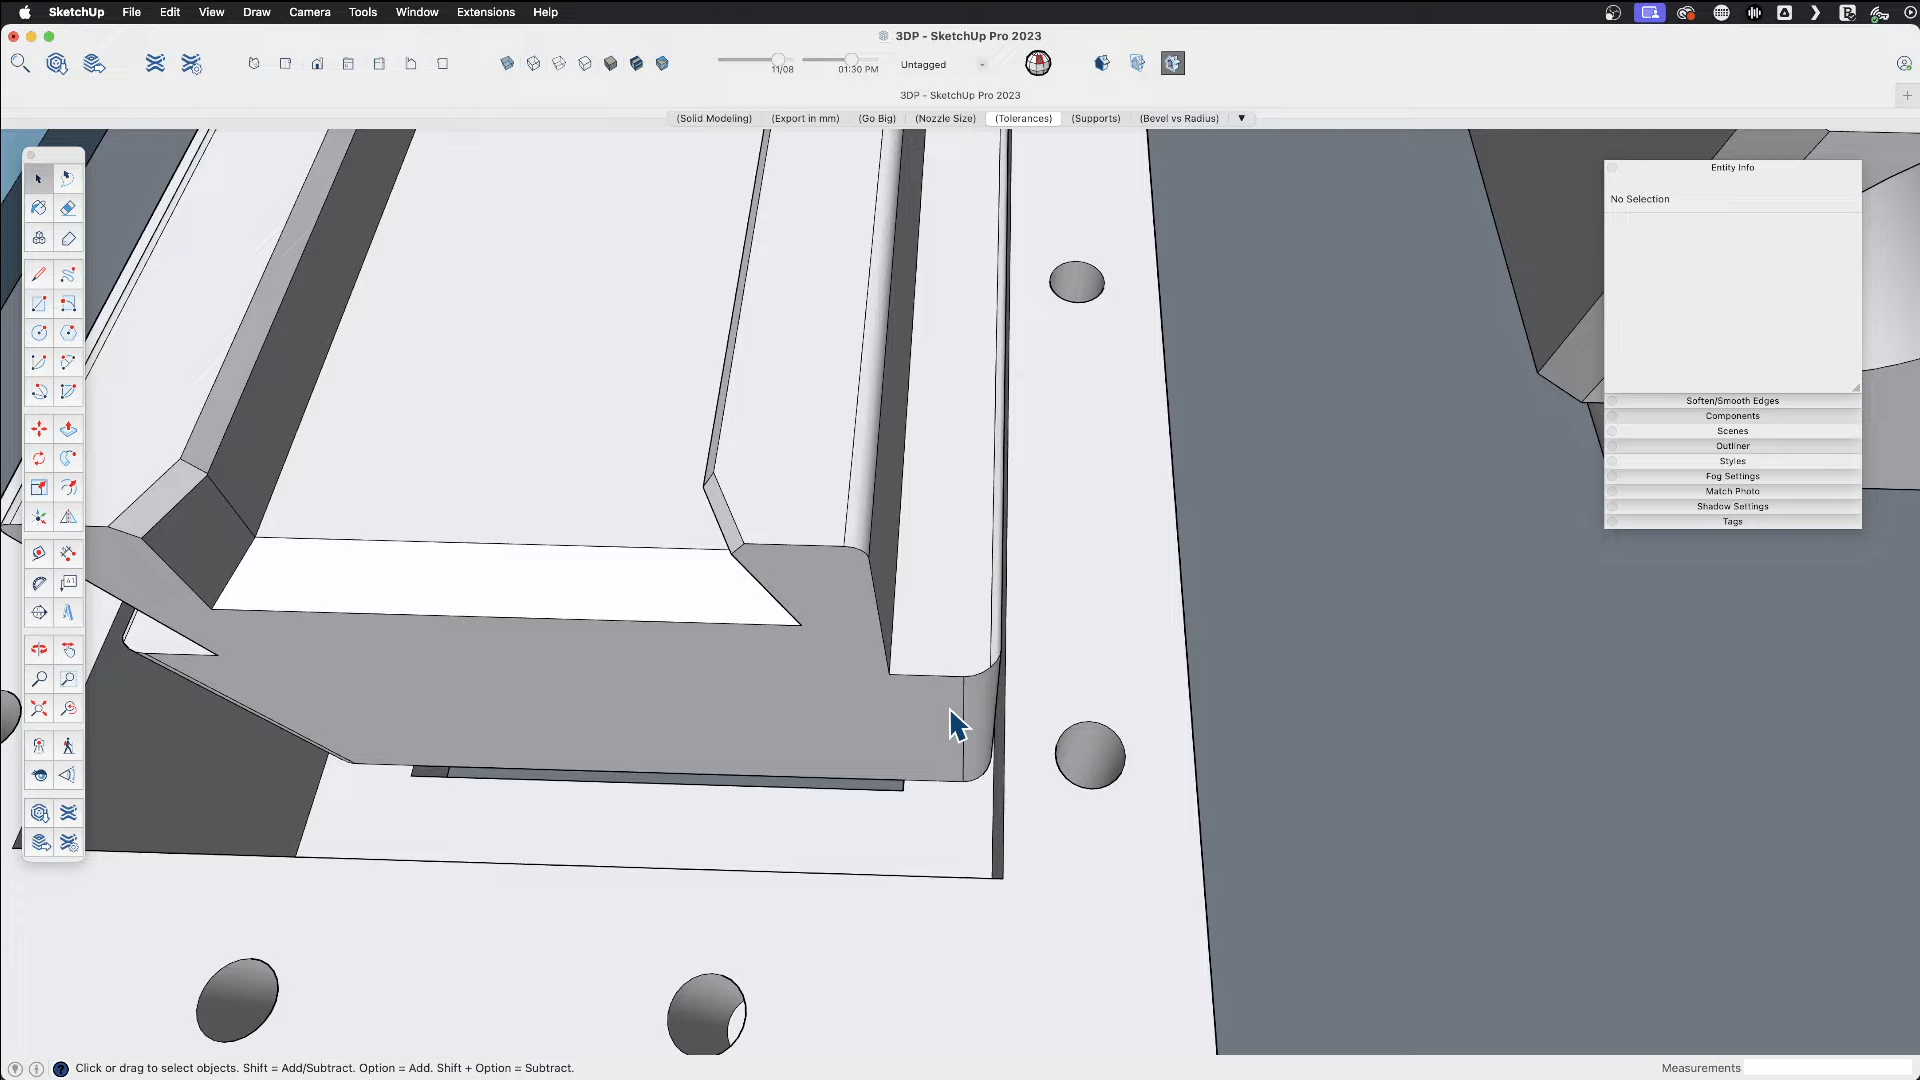 SketchUp File Edit View Draw Camera Tools Window Extensions Help
3DP - SketchUp Pro 2023
11/08 01:30 PM Untagged
3DP - SketchUp Pro 2023
(Solid Modeling) (Export in mm) (Go Big) (Nozzle Size) (Tolerances) (Supports) (Bevel vs Radius)
Entity Info
No Selection
Soften/Smooth Edges
Components
Scenes
Outliner
Styles
Fog Settings
Match Photo
Shadow Settings
Tags
Click or drag to select objects. Shift = Add/Subtract. Option = Add. Shift + Option = Subtract.
Measurements